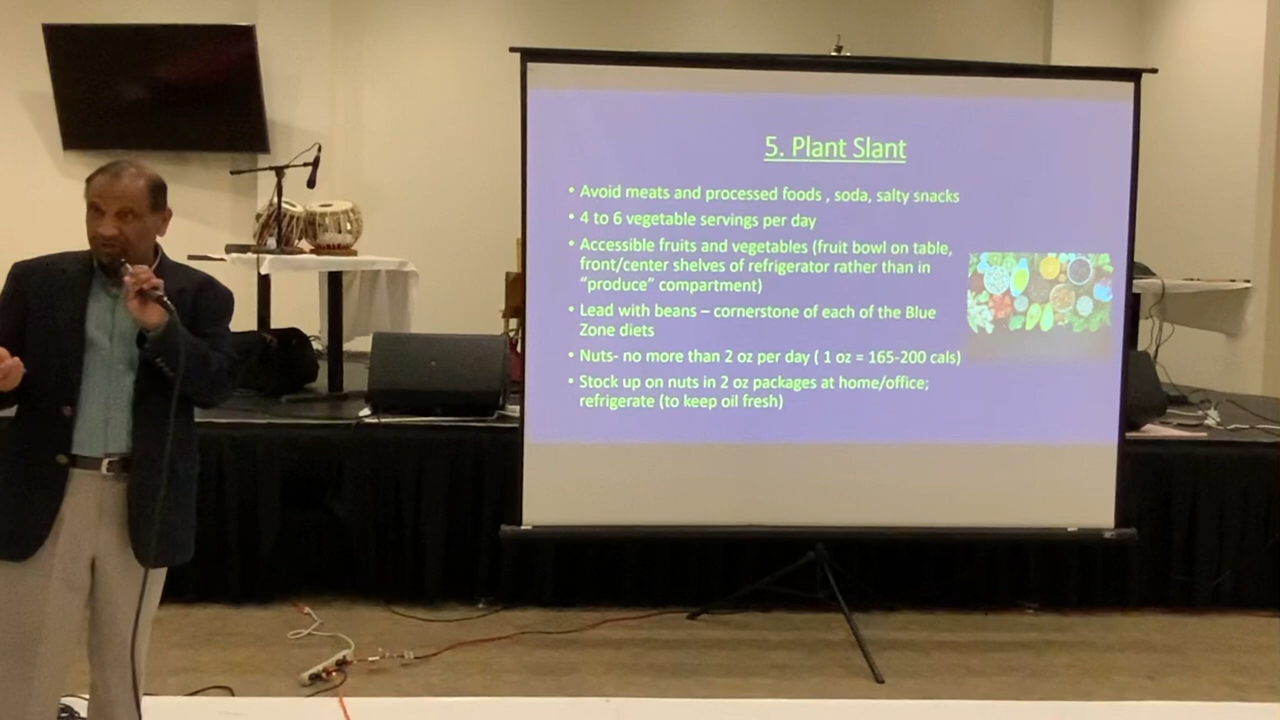 5. Plant Slant
• Avoid meats and processed foods , soda, salty snacks
• 4 to 6 vegetable servings per day
• Accessible fruits and vegetables (fruit bowl on table,
front/center shelves of refrigerator rather than in
“produce” compartment)
• Lead with beans – cornerstone of each of the Blue
Zone diets
• Nuts- no more than 2 oz per day ( 1 oz = 165-200 cals)
• Stock up on nuts in 2 oz packages at home/office;
refrigerate (to keep oil fresh)